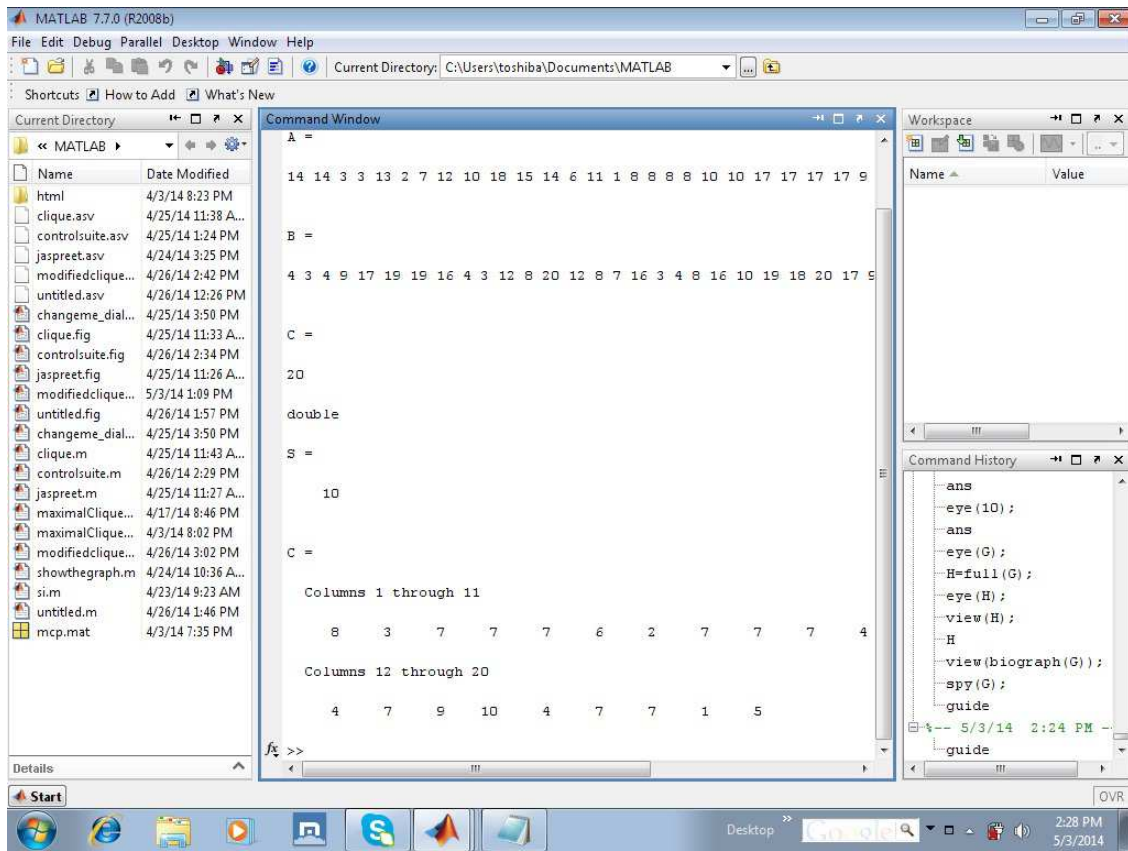 MATLAB 7.7.0 (R2008b)
File Edit Debug Parallel Desktop Window Help
Current Directory: C:\Users\toshiba\Documents\MATLAB
Shortcuts How to Add What's New
Current Directory
« MATLAB
Name Date Modified
html 4/3/14 8:23 PM
clique.asv 4/25/14 11:38 A...
controlsuite.asv 4/25/14 1:24 PM
jaspreet.asv 4/24/14 3:25 PM
modifiedclique... 4/26/14 2:42 PM
untitled.asv 4/26/14 12:26 PM
changeme_dial... 4/25/14 3:50 PM
clique.fig 4/25/14 11:33 A...
controlsuite.fig 4/26/14 2:34 PM
jaspreet.fig 4/25/14 11:26 A...
modifiedclique... 5/3/14 1:09 PM
untitled.fig 4/26/14 1:57 PM
changeme_dial... 4/25/14 3:50 PM
clique.m 4/25/14 11:43 A...
controlsuite.m 4/26/14 2:29 PM
jaspreet.m 4/25/14 11:27 A...
maximalClique... 4/17/14 8:46 PM
maximalClique... 4/3/14 8:02 PM
modifiedclique... 4/26/14 3:02 PM
showthegraph.m 4/24/14 10:36 A...
si.m 4/23/14 9:23 AM
untitled.m 4/26/14 1:46 PM
mcp.mat 4/3/14 7:35 PM
Details
Command Window
A =
14 14 3 3 13 2 7 12 10 18 15 14 6 11 1 8 8 8 8 10 10 17 17 17 17 9
B =
4 3 4 9 17 19 19 16 4 3 12 8 20 12 8 7 16 3 4 8 16 10 19 18 20 17 9
C =
20
double
S =
10
C =
Columns 1 through 11
8 3 7 7 7 6 2 7 7 7 4
Columns 12 through 20
4 7 9 10 4 7 7 1 5
fx >>
Workspace
Name Value
Command History
ans
eye(10);
ans
eye(G);
H=full(G);
eye(H);
view(H);
H
view(biograph(G));
spy(G);
guide
%-- 5/3/14 2:24 PM -
guide
Start
OVR
Desktop »
Google
2:28 PM
5/3/2014